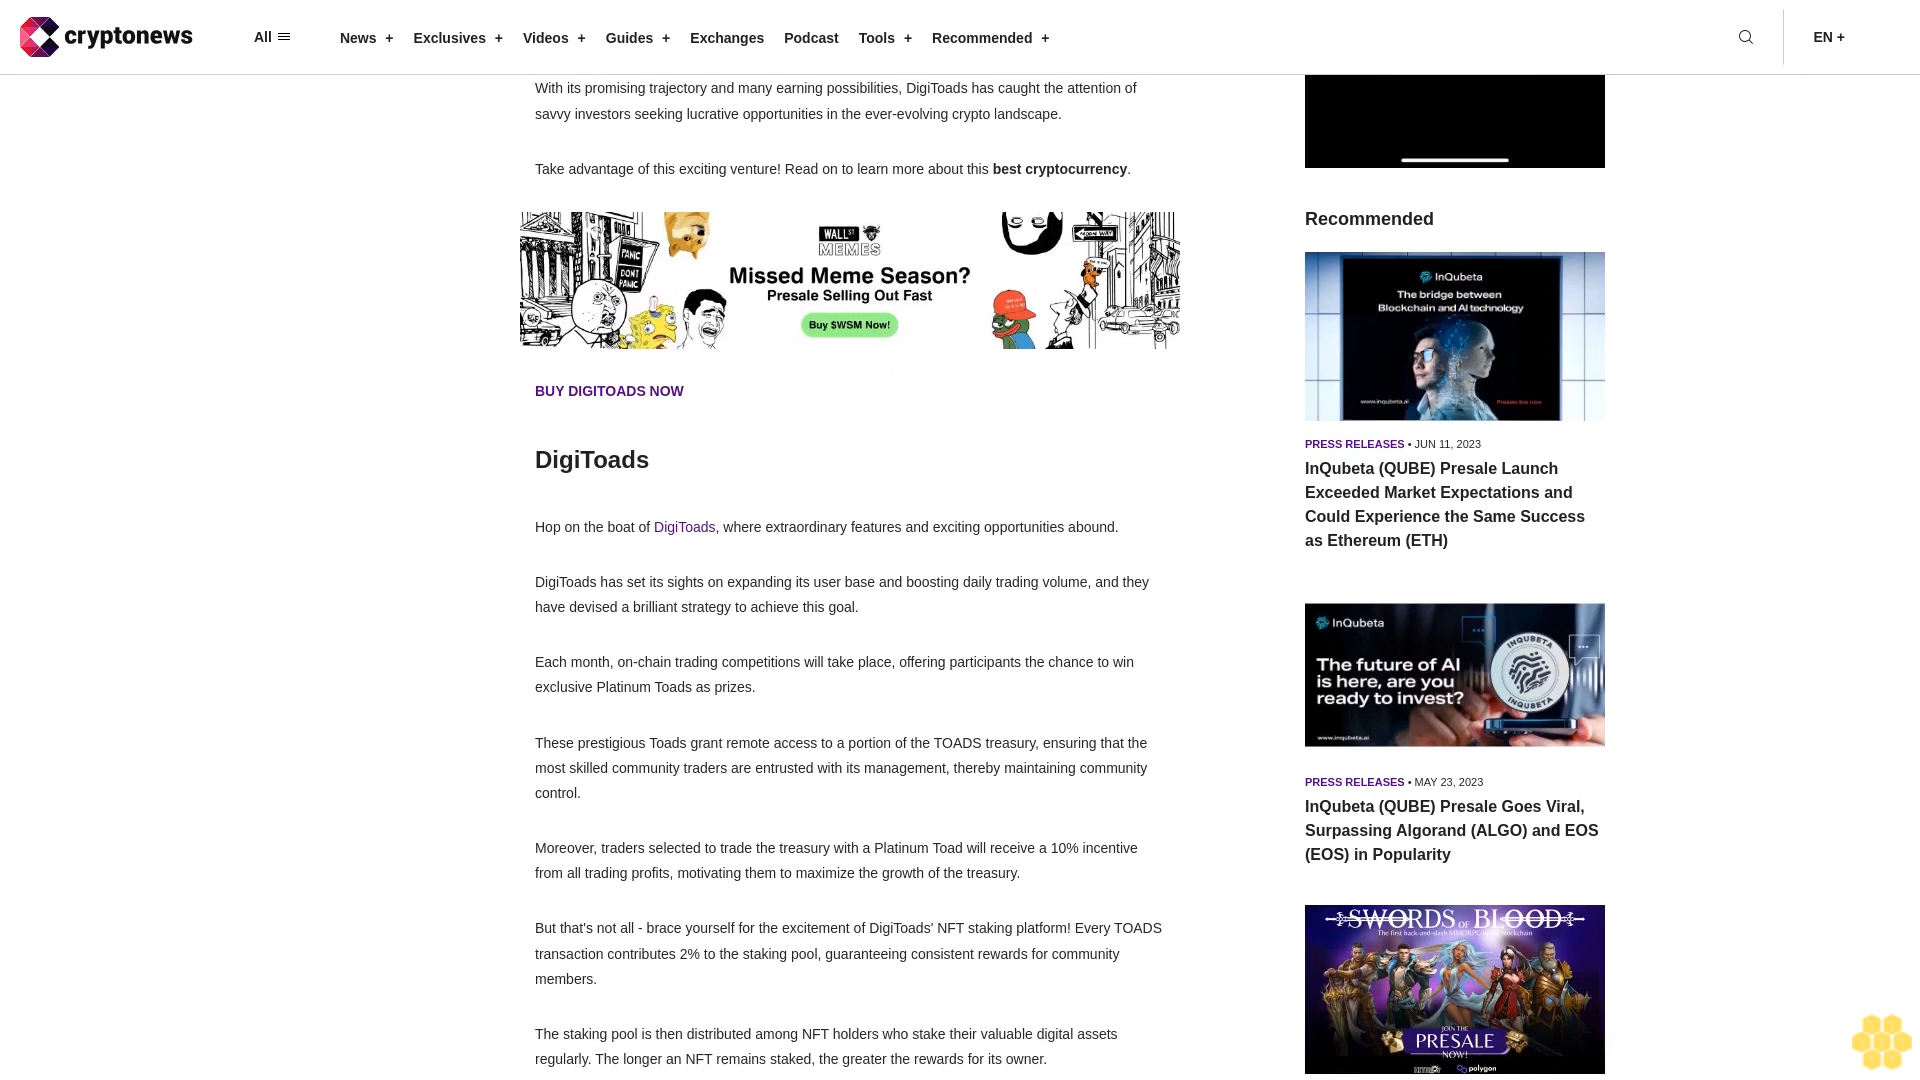 cryptonews
All
News +
Exclusives +
Videos +
Guides +
Exchanges
Podcast
Tools +
Recommended +
EN +
With its promising trajectory and many earning possibilities, DigiToads has caught the attention of
savvy investors seeking lucrative opportunities in the ever-evolving crypto landscape.
Take advantage of this exciting venture! Read on to learn more about this best cryptocurrency.
PANIC
DONT
PANIC
WALL ST
MEMES
Missed Meme Season?
Presale Selling Out Fast
Buy $WSM Now!
BUY DIGITOADS NOW
DigiToads
Hop on the boat of DigiToads, where extraordinary features and exciting opportunities abound.
DigiToads has set its sights on expanding its user base and boosting daily trading volume, and they
have devised a brilliant strategy to achieve this goal.
Each month, on-chain trading competitions will take place, offering participants the chance to win
exclusive Platinum Toads as prizes.
These prestigious Toads grant remote access to a portion of the TOADS treasury, ensuring that the
most skilled community traders are entrusted with its management, thereby maintaining community
control.
Moreover, traders selected to trade the treasury with a Platinum Toad will receive a 10% incentive
from all trading profits, motivating them to maximize the growth of the treasury.
But that's not all - brace yourself for the excitement of DigiToads' NFT staking platform! Every TOADS
transaction contributes 2% to the staking pool, guaranteeing consistent rewards for community
members.
The staking pool is then distributed among NFT holders who stake their valuable digital assets
regularly. The longer an NFT remains staked, the greater the rewards for its owner.
Recommended
InQubeta
The bridge between
Blockchain and AI technology
www.inqubeta.ai
Presale live now
PRESS RELEASES • JUN 11, 2023
InQubeta (QUBE) Presale Launch
Exceeded Market Expectations and
Could Experience the Same Success
as Ethereum (ETH)
InQubeta
The future of AI
is here, are you
ready to invest?
INQUBETA
INQUBETA
www.inqubeta.ai
PRESS RELEASES • MAY 23, 2023
InQubeta (QUBE) Presale Goes Viral,
Surpassing Algorand (ALGO) and EOS
(EOS) in Popularity
SWORDS OF BLOOD
JOIN THE
PRESALE
NOW!
polygon